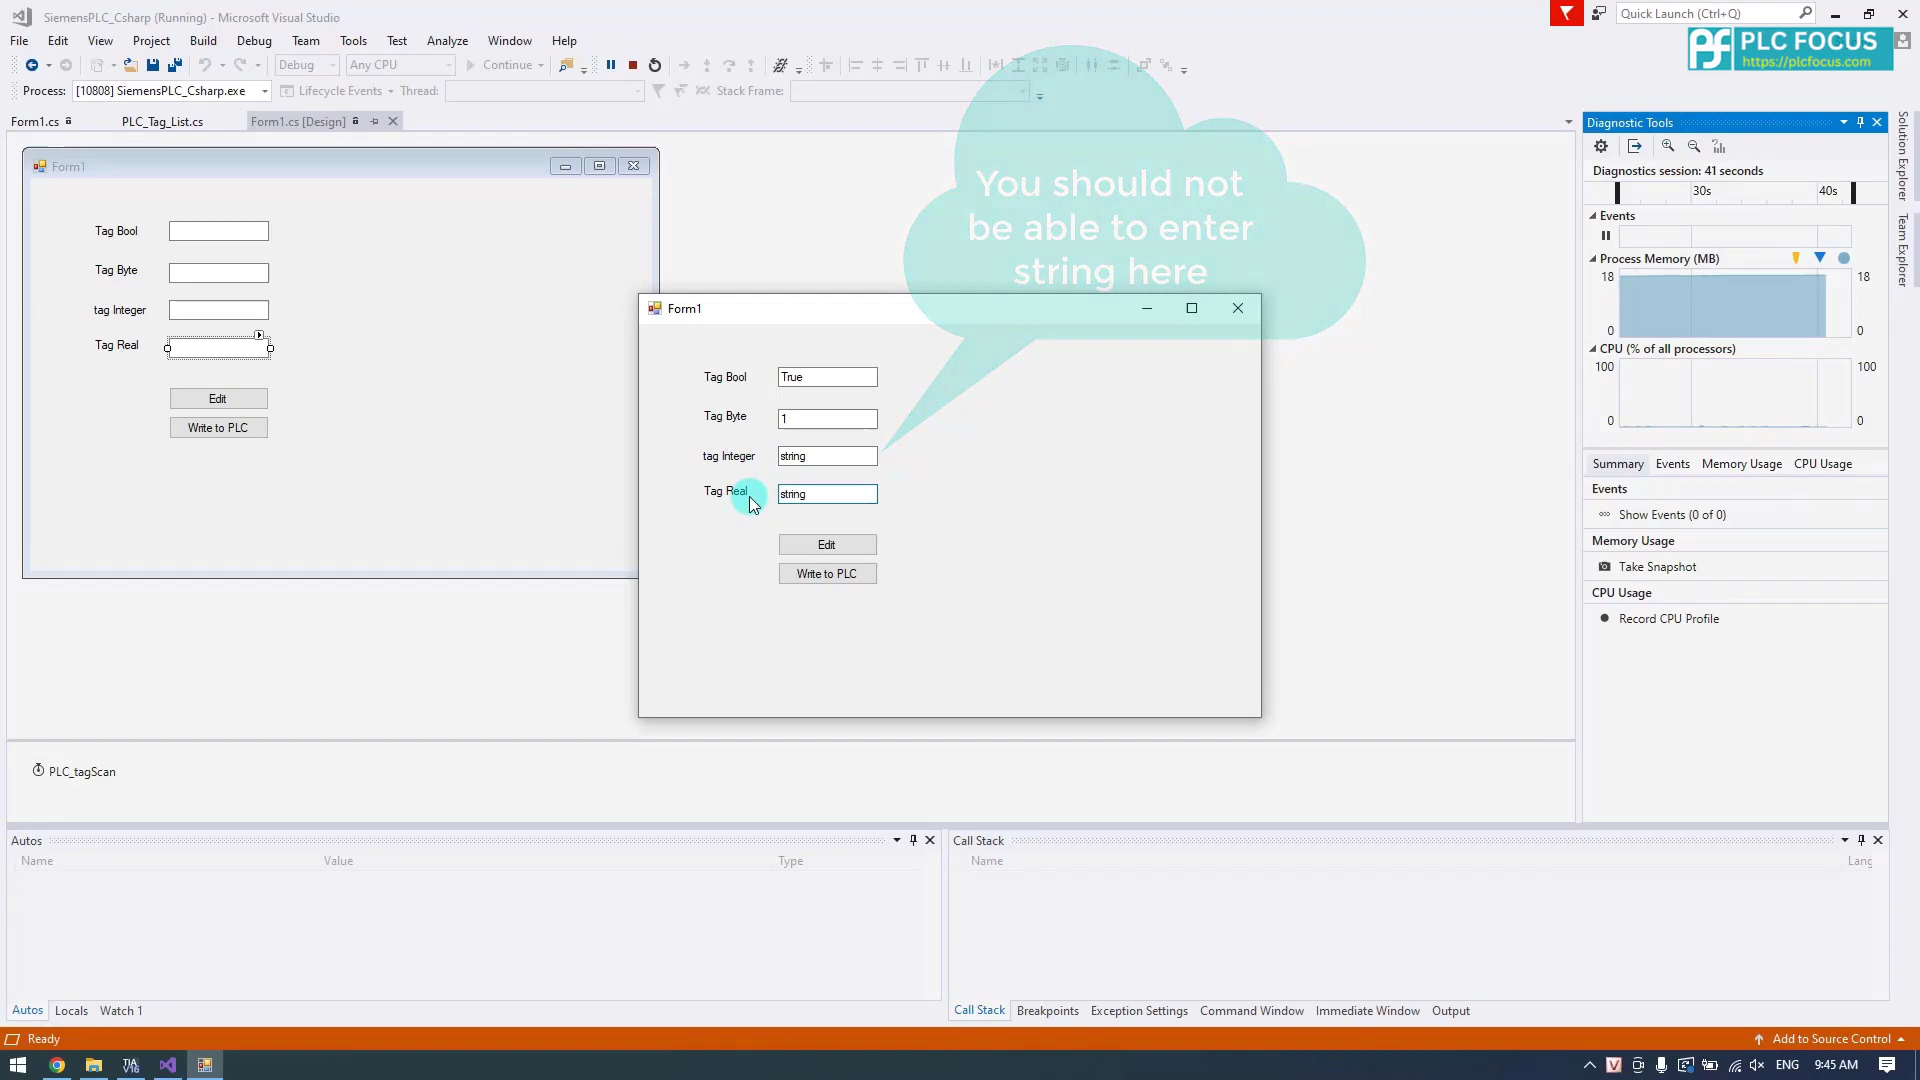 SiemensPLC_Csharp (Running) - Microsoft Visual Studio
Quick Launch (Ctrl+Q)
File Edit View Project Build Debug Team Tools Test Analyze Window Help
PLC FOCUS
https://plcfocus.com
Debug Any CPU Continue
Process: [10808] SiemensPLC_Csharp.exe Lifecycle Events Thread: Stack Frame:
Form1.cs PLC_Tag_List.cs Form1.cs [Design]
Form1
Tag Bool
Tag Byte
tag Integer
Tag Real
Edit
Write to PLC
You should not
be able to enter
string here
Form1
Tag Bool True
Tag Byte 1
tag Integer string
Tag Real string
Edit
Write to PLC
Diagnostic Tools
Diagnostics session: 41 seconds
30s 40s
Events
Process Memory (MB)
18 18
0 0
CPU (% of all processors)
100 100
0 0
Summary Events Memory Usage CPU Usage
Events
Show Events (0 of 0)
Memory Usage
Take Snapshot
CPU Usage
Record CPU Profile
Solution Explorer
Team Explorer
PLC_tagScan
Autos
Name Value Type
Autos Locals Watch 1
Call Stack
Name Lang
Call Stack Breakpoints Exception Settings Command Window Immediate Window Output
Ready
Add to Source Control
TIA
V16
V
ENG 9:45 AM